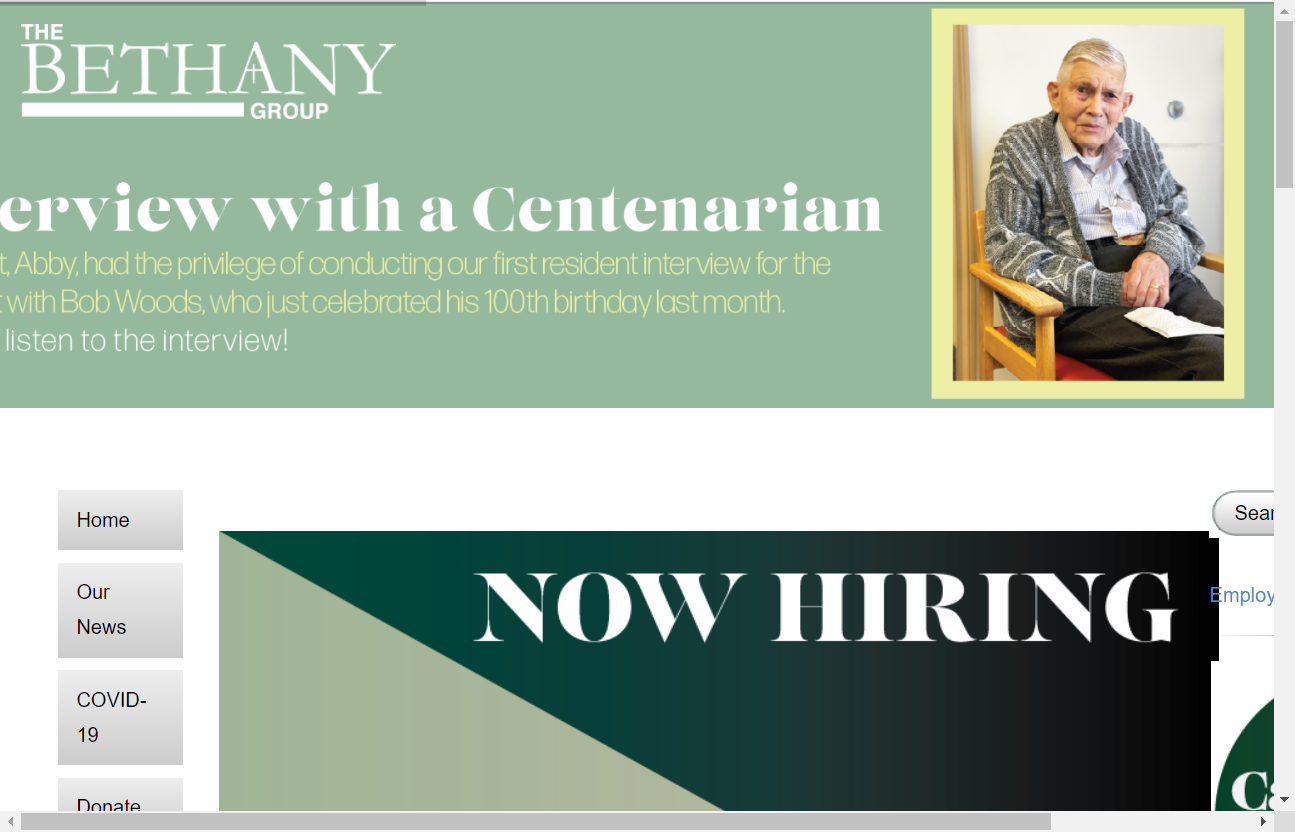 THE
BETHANY
GROUP
erview with a Centenarian
t, Abby, had the privilege of conducting our first resident interview for the
with Bob Woods, who just celebrated his 100th birthday last month.
listen to the interview!
Home
Our
News
COVID-
19
Donate
NOW HIRING
Sear
Employ
Ca